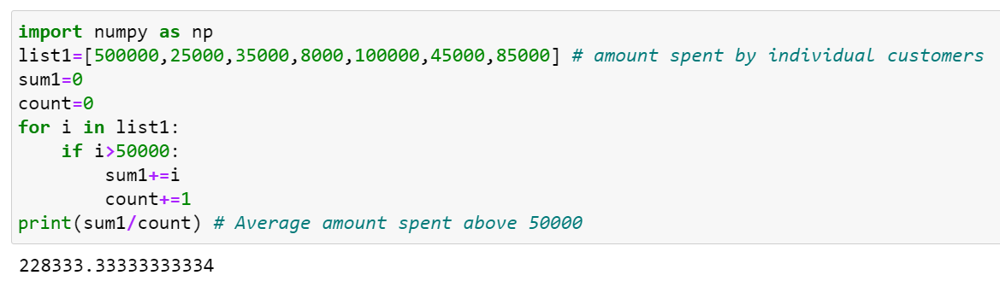 import numpy as np
list1=[500000,25000,35000,8000,100000,45000,85000] # amount spent by individual customers
sum1=0
count=0
for i in list1:
    if i>50000:
        sum1+=i
        count+=1
print(sum1/count) # Average amount spent above 50000
228333.33333333334